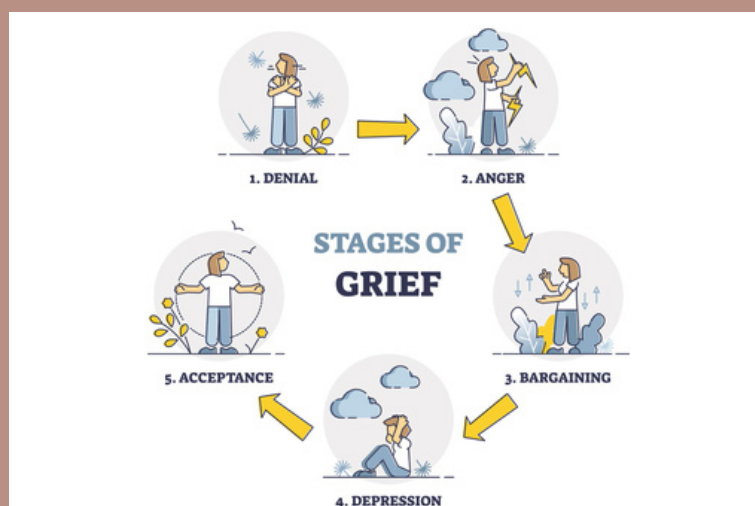 1. DENIAL
2. ANGER
STAGES OF
GRIEF
3. BARGAINING
5. ACCEPTANCE
4. DEPRESSION